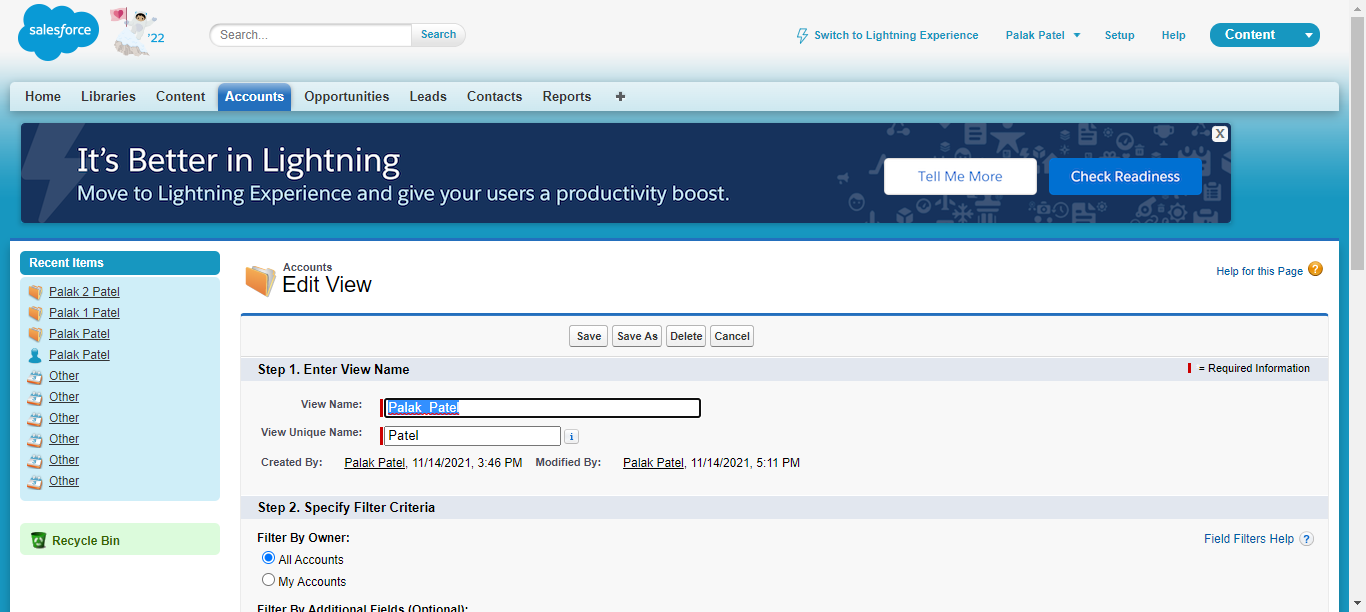 salesforce
'22
Search...
Search
Switch to Lightning Experience
Palak Patel
Setup
Help
Content
Home
Libraries
Content
Accounts
Opportunities
Leads
Contacts
Reports
+
It's Better in Lightning
Move to Lightning Experience and give your users a productivity boost.
Tell Me More
Check Readiness
X
Recent Items
Palak 2 Patel
Palak 1 Patel
Palak Patel
Palak Patel
Other
Other
Other
Other
Other
Other
Recycle Bin
Accounts
Edit View
Help for this Page ?
Save
Save As
Delete
Cancel
Step 1. Enter View Name
= Required Information
View Name: Palak Patel
View Unique Name: Patel i
Created By: Palak Patel, 11/14/2021, 3:46 PM Modified By: Palak Patel, 11/14/2021, 5:11 PM
Step 2. Specify Filter Criteria
Filter By Owner:
Field Filters Help ?
All Accounts
My Accounts
Filter By Additional Fields (Optional):